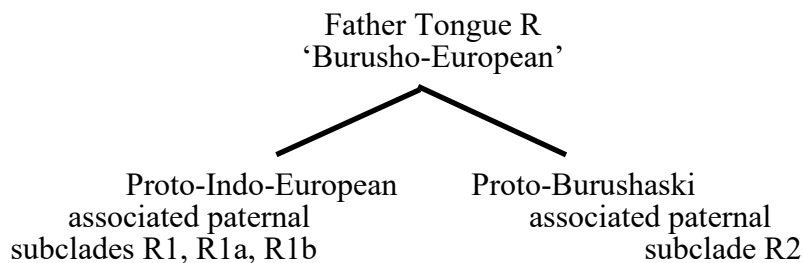 Father Tongue R
‘Burusho-European’
Proto-Indo-European
associated paternal
subclades R1, R1a, R1b
Proto-Burushaski
associated paternal
subclade R2